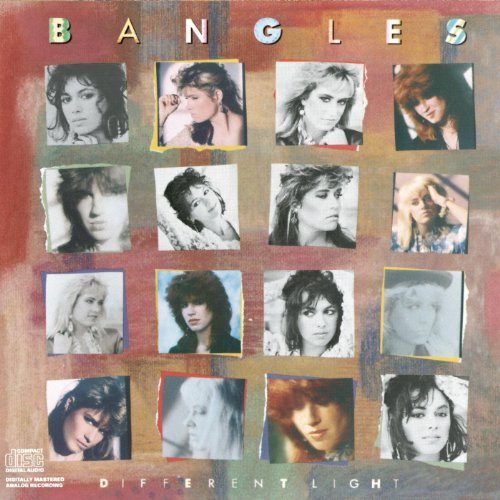 BANGLES
COMPACT
disc
DIGITAL AUDIO
DIGITALLY MASTERED
ANALOG RECORDING
DIFFERENT LIGHT